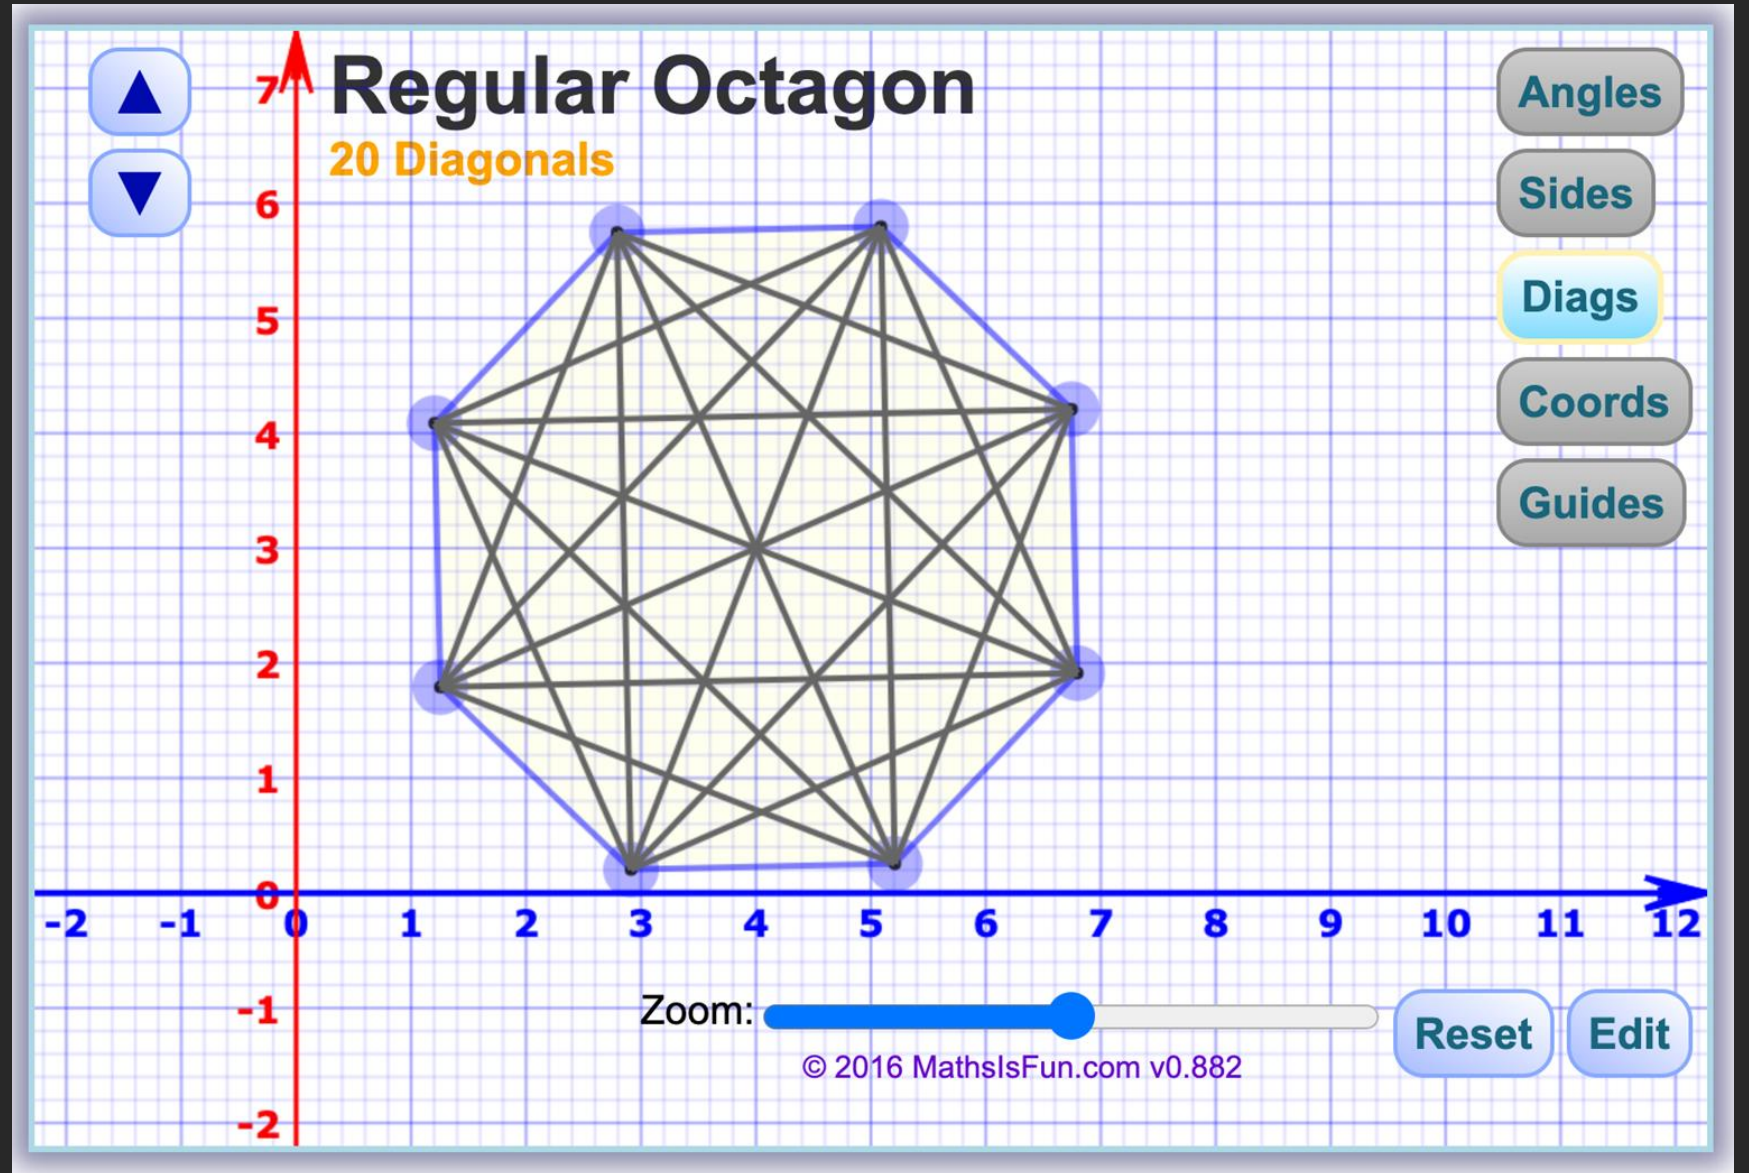 ▲
▼
Regular Octagon
20 Diagonals
Angles
Sides
Diags
Coords
Guides
7
6
5
4
3
2
1
0
-1
-2
-2 -1 0 1 2 3 4 5 6 7 8 9 10 11 12
Zoom:
Reset Edit
© 2016 MathsIsFun.com v0.882